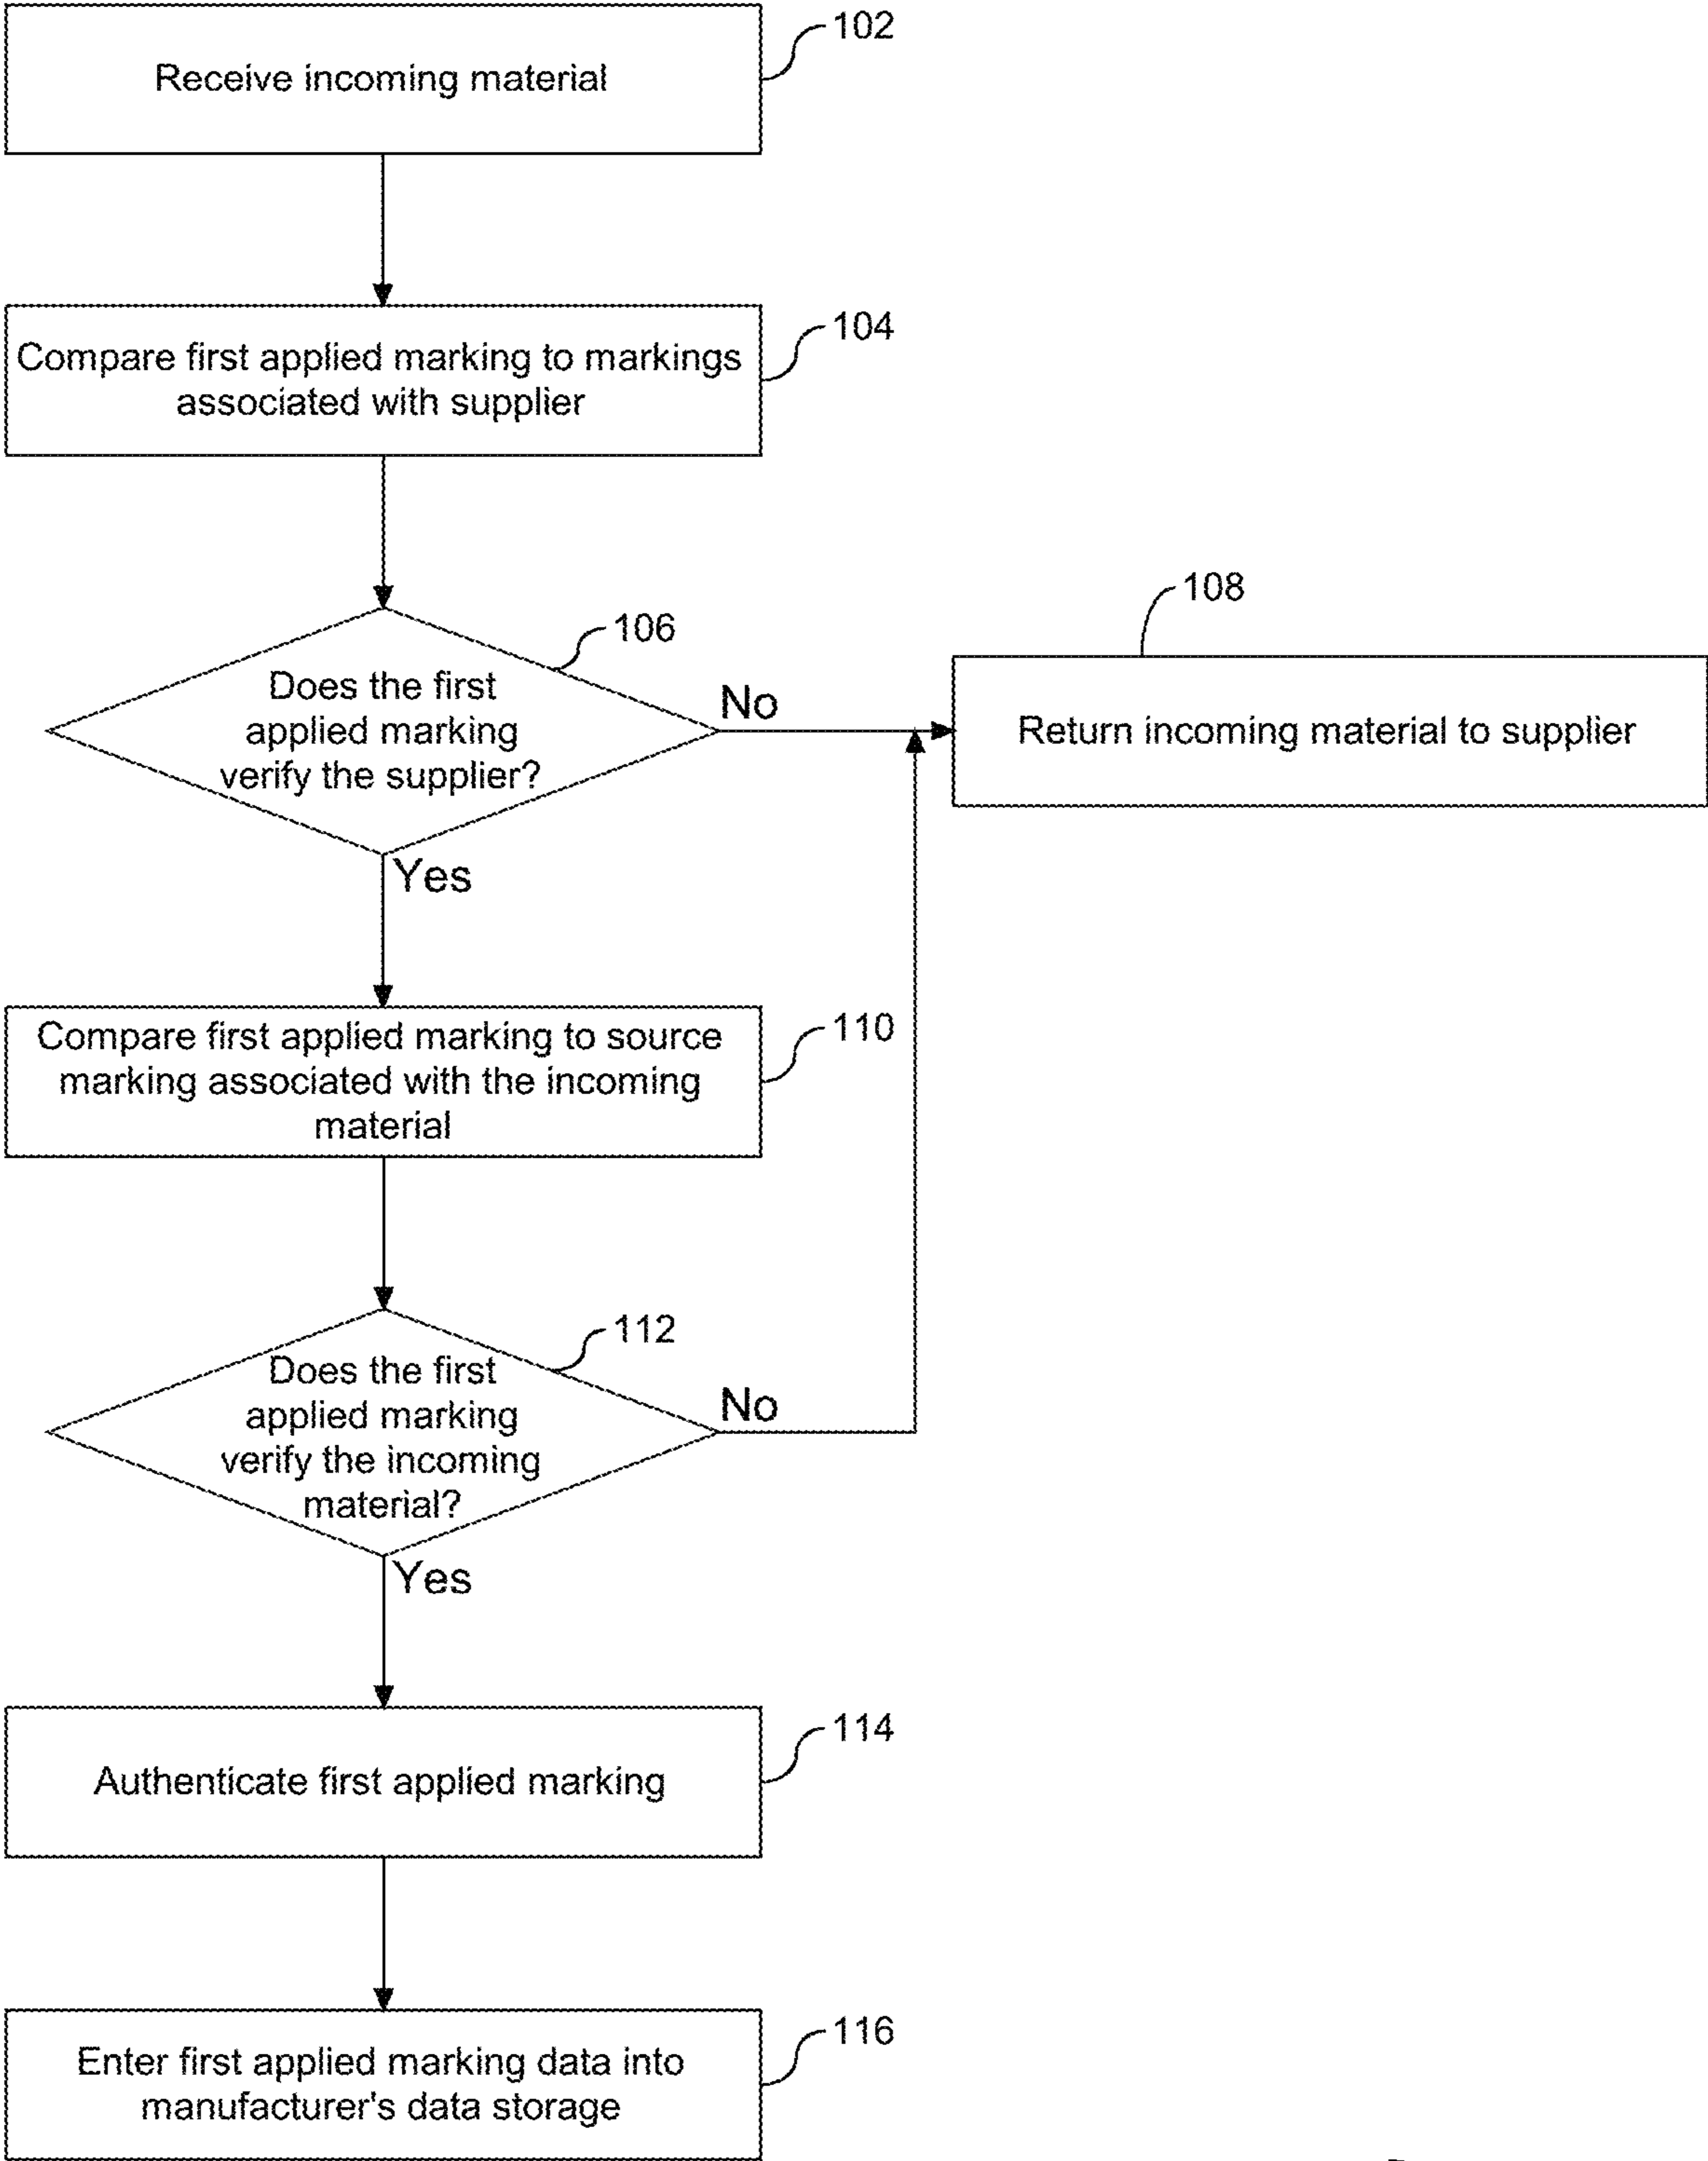 Receive incoming material
102
Compare first applied marking to markings
associated with supplier
104
Does the first
applied marking
verify the supplier?
106
No
Yes
108
Return incoming material to supplier
Compare first applied marking to source
marking associated with the incoming
material
110
Does the first
applied marking
verify the incoming
material?
112
No
Yes
Authenticate first applied marking
114
Enter first applied marking data into
manufacturer's data storage
116